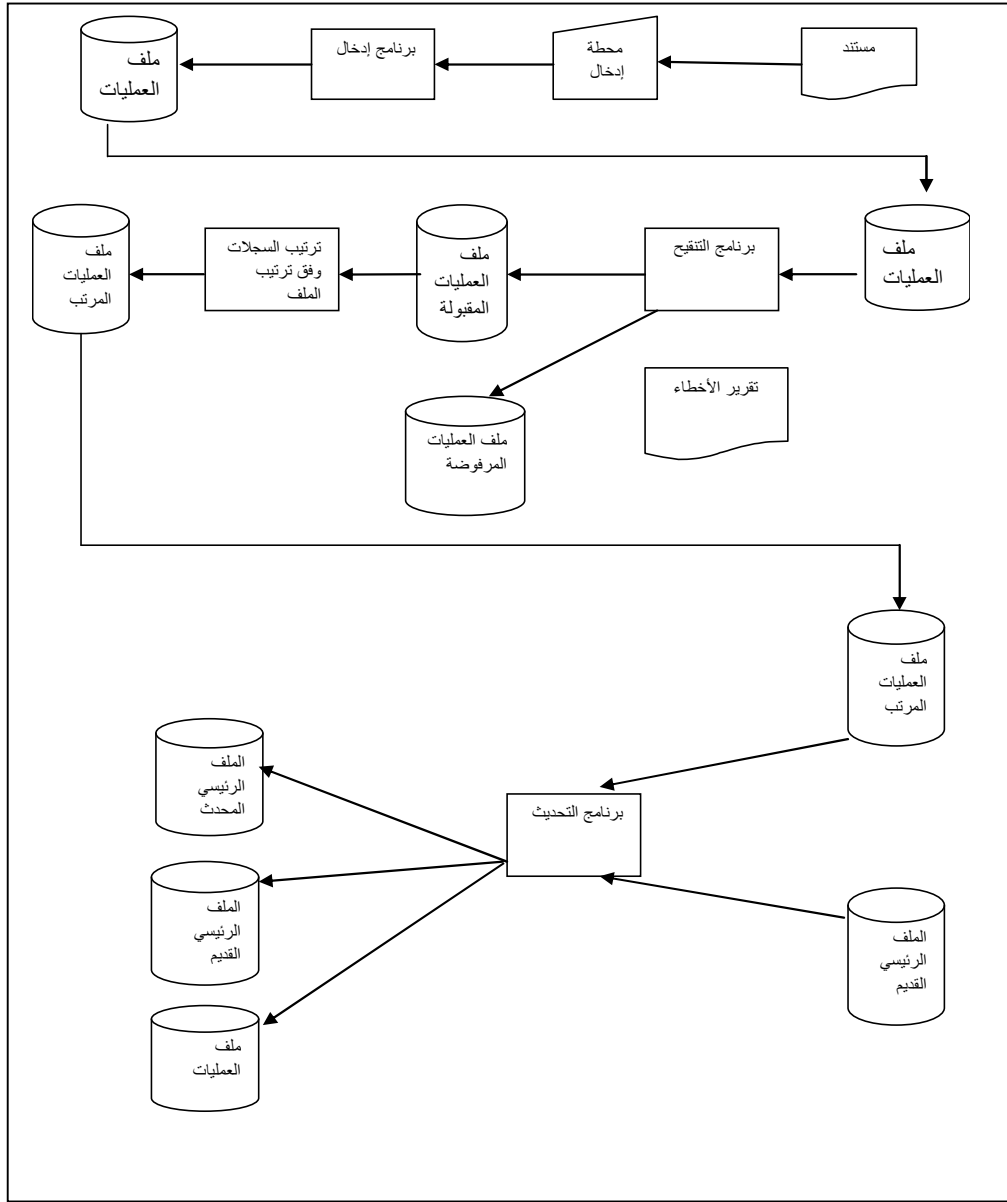 مستند
محطة
إدخال
برنامج إدخال
ملف
العمليات
ملف
العمليات
برنامج التنقيح
ملف
العمليات
المقبولة
ترتيب السجلات
وفق ترتيب
الملف
ملف
العمليات
المرتب
تقرير الأخطاء
ملف العمليات
المرفوضة
ملف
العمليات
المرتب
برنامج التحديث
الملف
الرئيسي
المحدث
الملف
الرئيسي
القديم
الملف
الرئيسي
القديم
ملف
العمليات